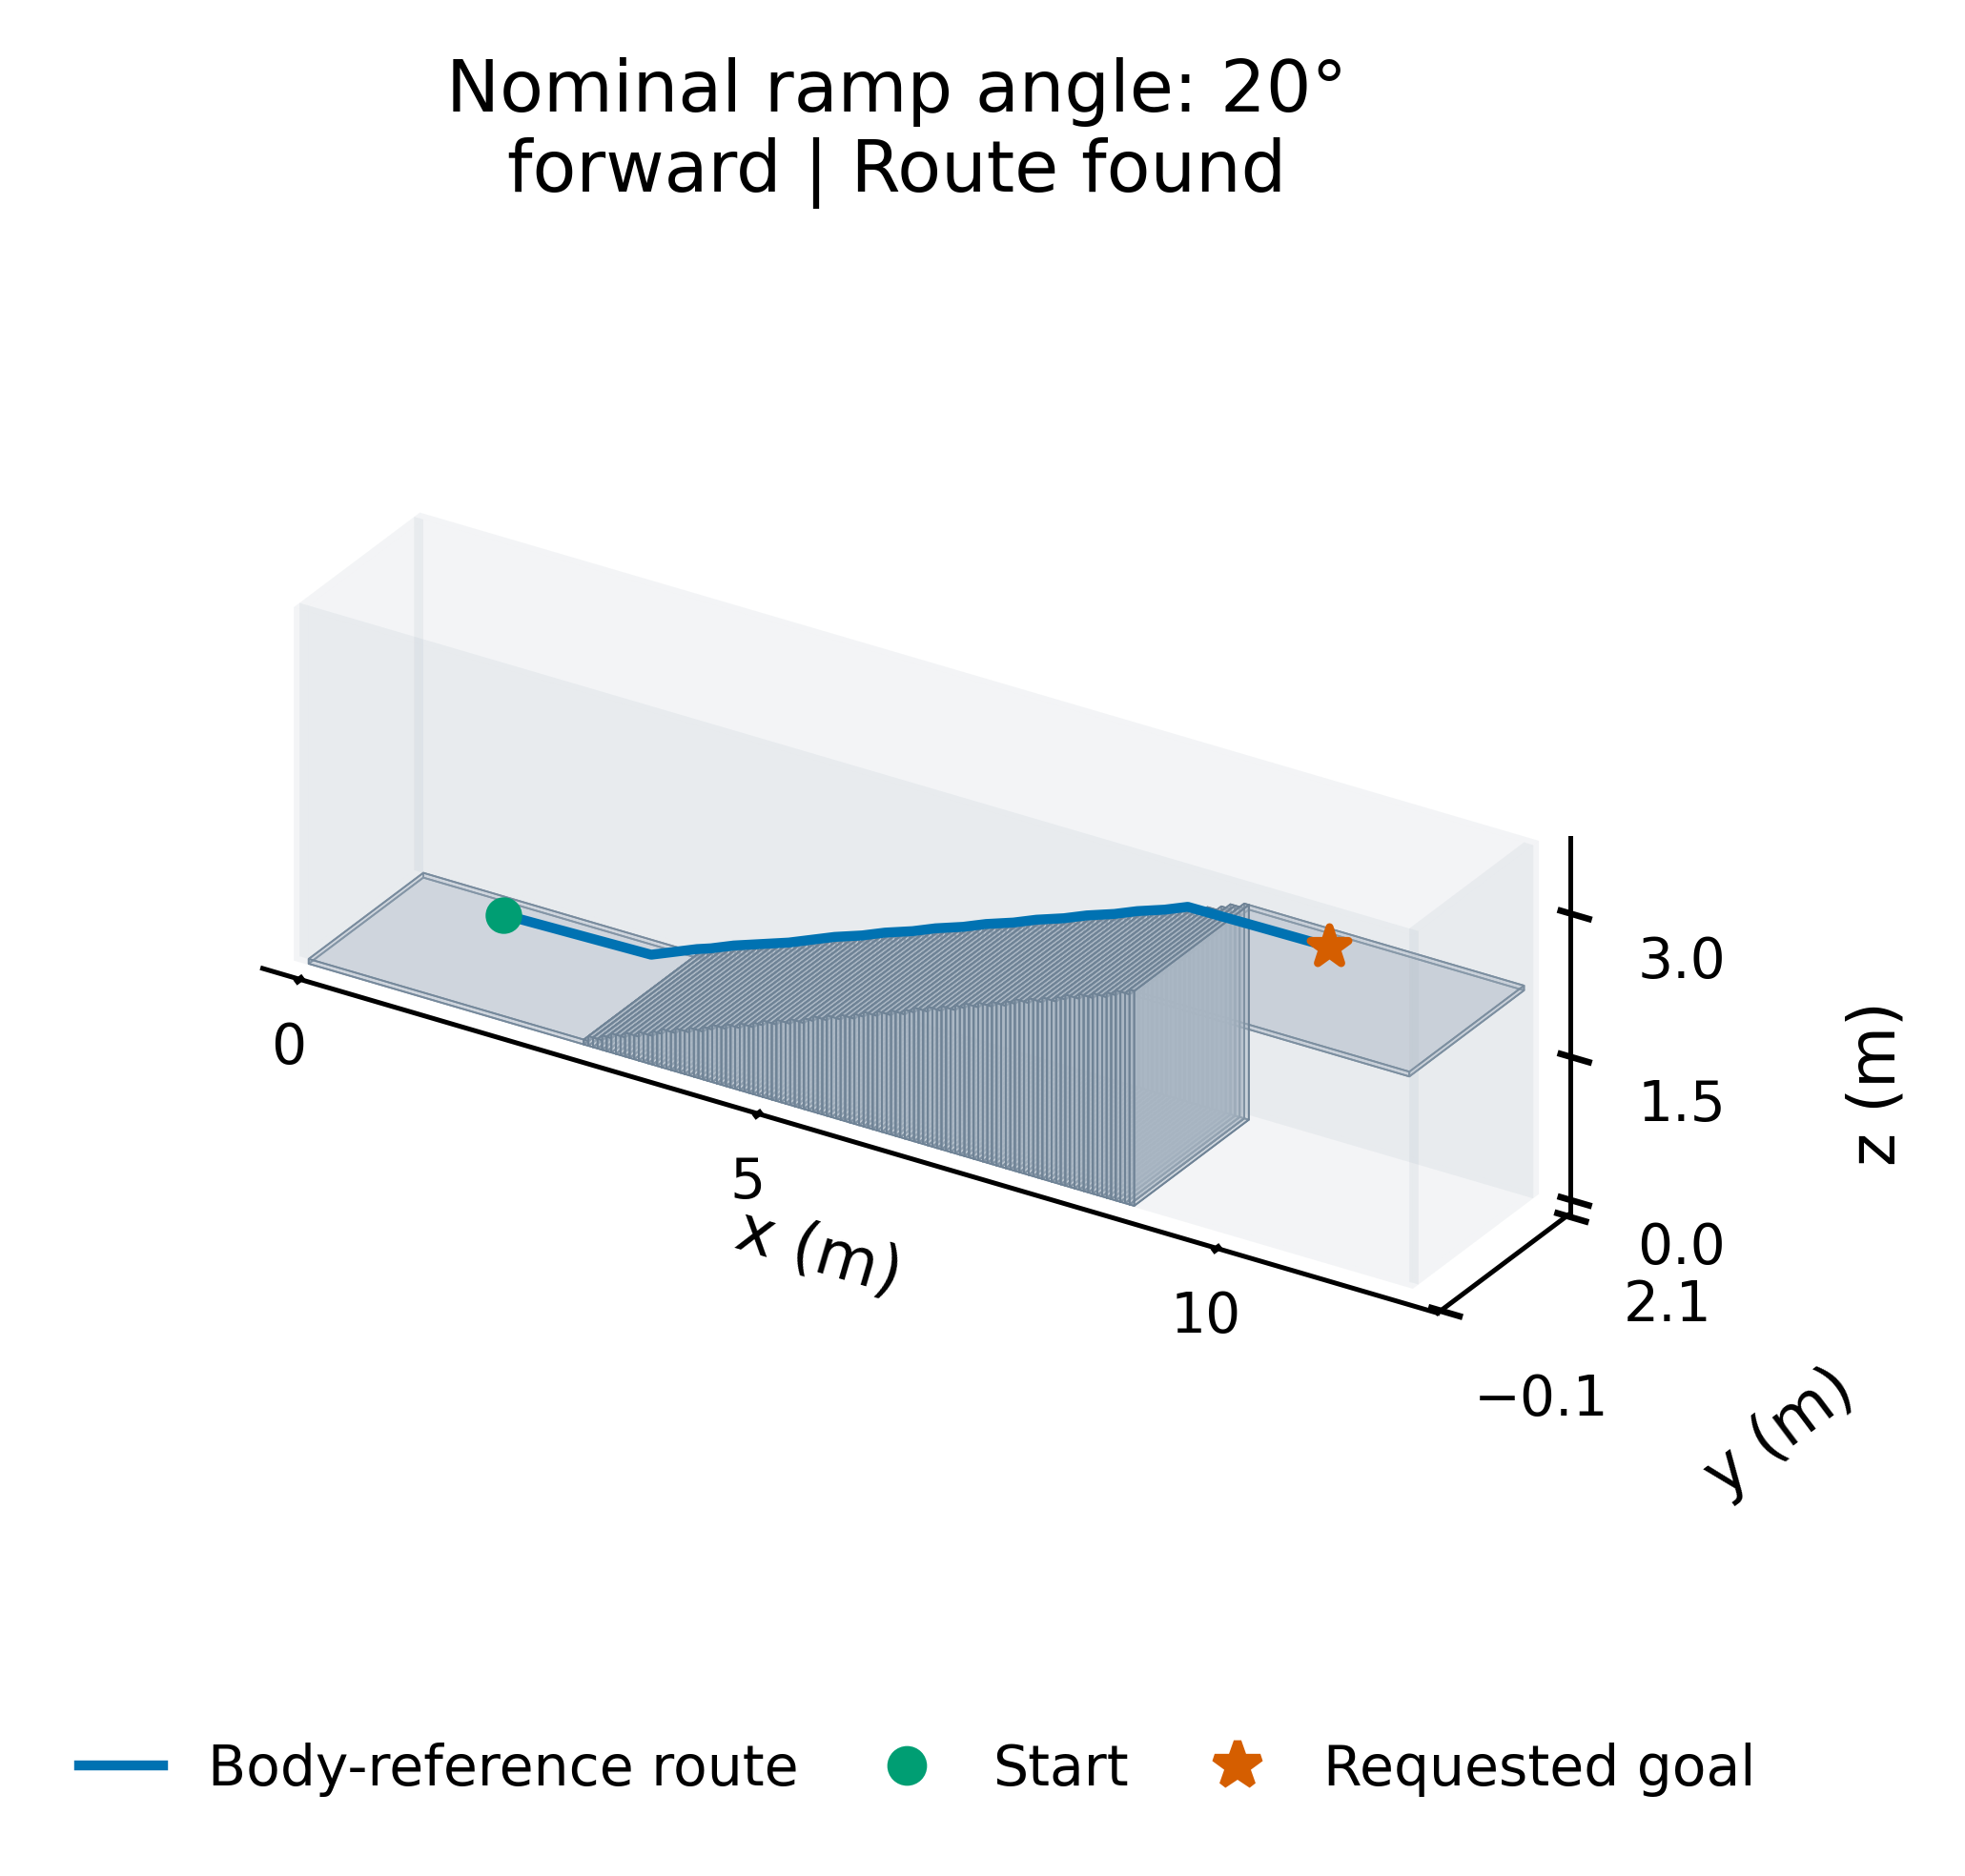 Nominal ramp angle: 20°
forward | Route found
3.0
1.5
0.0
z (m)
0
5
10
x (m)
2.1
−0.1
y (m)
Body-reference route
Start
Requested goal